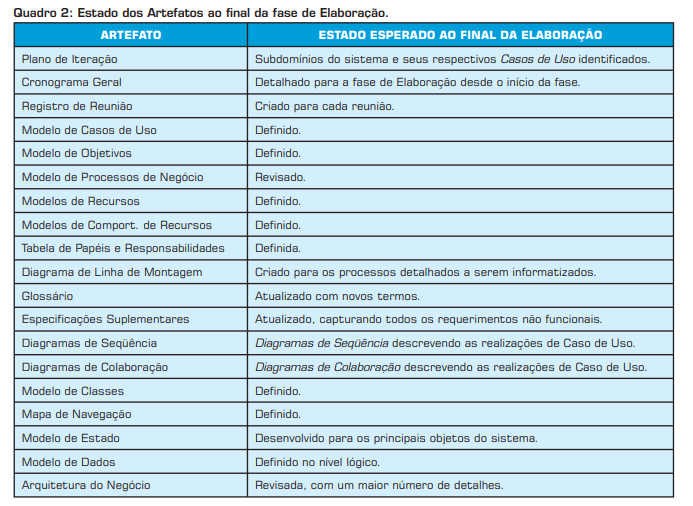 Quadro 2: Estado dos Artefatos ao final da fase de Elaboração.
ARTEFATO ESTADO ESPERADO AO FINAL DA ELABORAÇÃO
Plano de Iteração Subdomínios do sistema e seus respectivos Casos de Uso identificados.
Cronograma Geral Detalhado para a fase de Elaboração desde o início da fase.
Registro de Reunião Criado para cada reunião.
Modelo de Casos de Uso Definido.
Modelo de Objetivos Definido.
Modelo de Processos de Negócio Revisado.
Modelos de Recursos Definido.
Modelos de Comport. de Recursos Definido.
Tabela de Papéis e Responsabilidades Definida.
Diagrama de Linha de Montagem Criado para os processos detalhados a serem informatizados.
Glossário Atualizado com novos termos.
Especificações Suplementares Atualizado, capturando todos os requerimentos não funcionais.
Diagramas de Seqüência Diagramas de Seqüência descrevendo as realizações de Caso de Uso.
Diagramas de Colaboração Diagramas de Colaboração descrevendo as realizações de Caso de Uso.
Modelo de Classes Definido.
Mapa de Navegação Definido.
Modelo de Estado Desenvolvido para os principais objetos do sistema.
Modelo de Dados Definido no nível lógico.
Arquitetura do Negócio Revisada, com um maior número de detalhes.